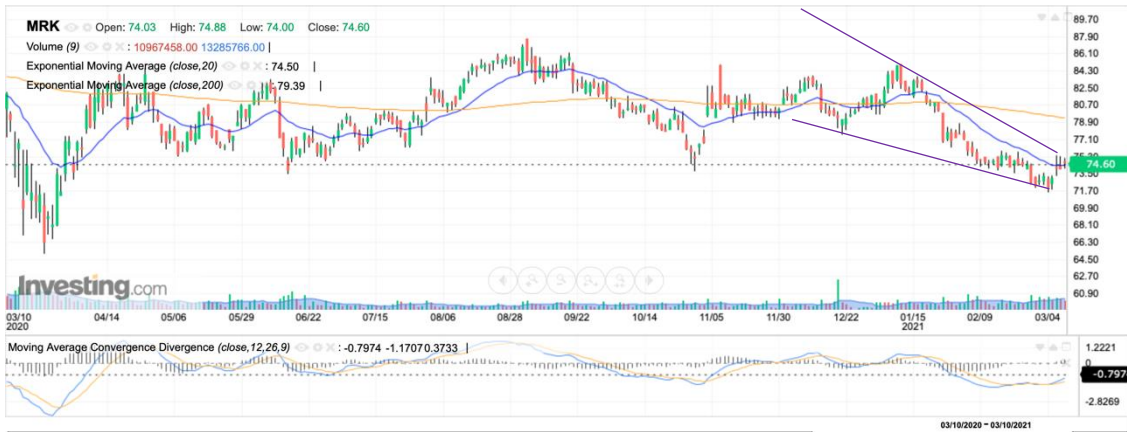 MRK Open: 74.03 High: 74.88 Low: 74.00 Close: 74.60
Volume (9) : 10967458.00 13285766.00
Exponential Moving Average (close,20) : 74.50
Exponential Moving Average (close,200) : 79.39
89.70
87.90
86.10
84.30
82.50
80.70
78.90
77.10
74.60
73.50
71.70
69.90
68.10
66.30
64.50
62.70
60.90
Investing.com
03/10 04/14 05/06 05/29 06/22 07/15 08/06 08/28 09/22 10/14 11/05 11/30 12/22 01/15 02/09 03/04
2020 2021
Moving Average Convergence Divergence (close,12,26,9) : -0.7974 -1.1707 0.3733
1.2221
0
-0.797
-2.8269
03/10/2020 - 03/10/2021